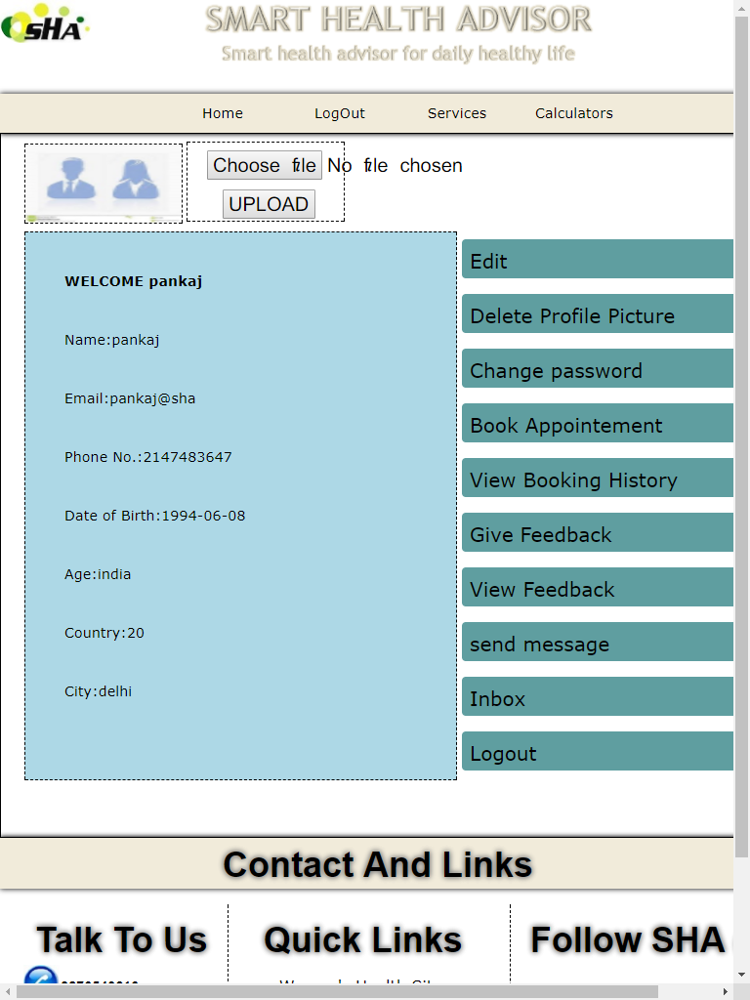 SHA
SMART HEALTH ADVISOR
Smart health advisor for daily healthy life
Home LogOut Services Calculators
Choose file No file chosen
UPLOAD
WELCOME pankaj
Name:pankaj
Email:pankaj@sha
Phone No.:2147483647
Date of Birth:1994-06-08
Age:india
Country:20
City:delhi
Edit
Delete Profile Picture
Change password
Book Appointement
View Booking History
Give Feedback
View Feedback
send message
Inbox
Logout
Contact And Links
Talk To Us
Quick Links
Follow SHA